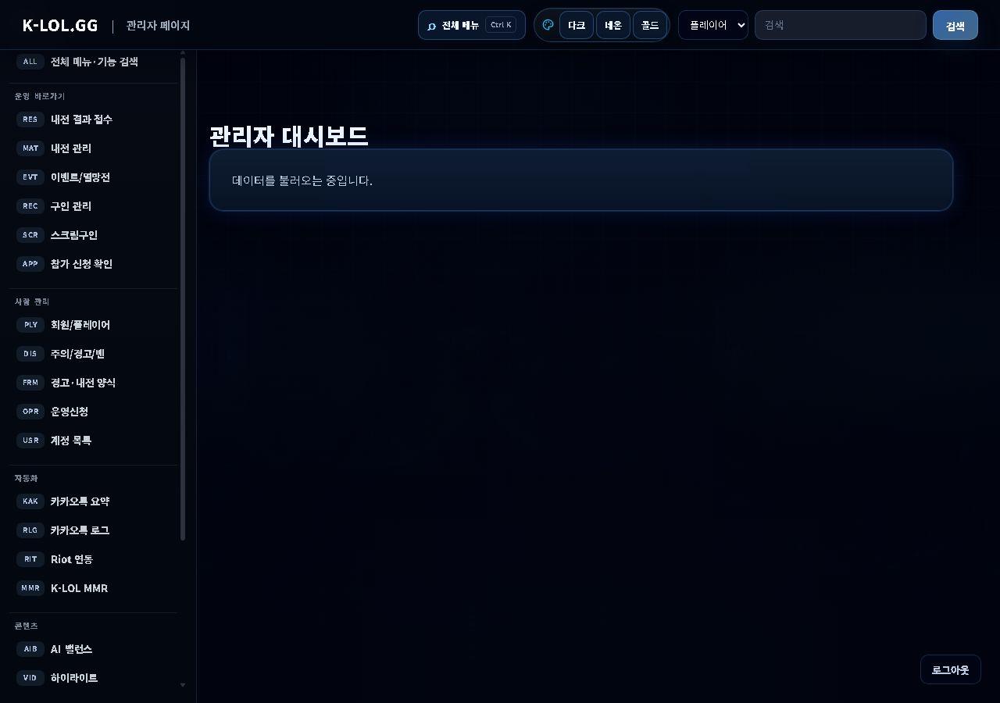 K-LOL.GG
관리자 페이지
전체 메뉴
Ctrl K
다크
네온
골드
플레이어
검색
검색
ALL 전체 메뉴·기능 검색
운영 바로가기
RES 내전 결과 접수
MAT 내전 관리
EVT 이벤트/멸망전
REC 구인 관리
SCR 스크림구인
APP 참가 신청 확인
사람 관리
PLY 회원/플레이어
DIS 주의/경고/벤
FRM 경고·내전 양식
OPR 운영신청
USR 계정 목록
자동화
KAK 카카오톡 요약
RLG 카카오톡 로그
RIT Riot 연동
MMR K-LOL MMR
콘텐츠
AIB AI 밸런스
VID 하이라이트
관리자 대시보드
데이터를 불러오는 중입니다.
로그아웃